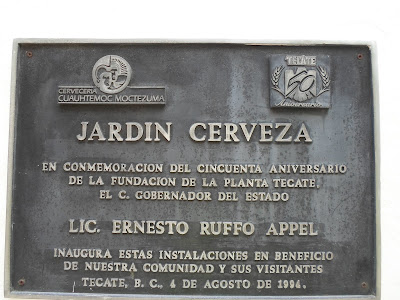 CERVECERIA
CUAUHTEMOC MOCTEZUMA
TECATE
50
Aniversario
JARDIN CERVEZA
EN CONMEMORACION DEL CINCUENTA ANIVERSARIO
DE LA FUNDACION DE LA PLANTA TECATE,
EL C. GOBERNADOR DEL ESTADO
LIC. ERNESTO RUFFO APPEL
INAUGURA ESTAS INSTALACIONES EN BENEFICIO
DE NUESTRA COMUNIDAD Y SUS VISITANTES
TECATE, B. C., 4 DE AGOSTO DE 1994.